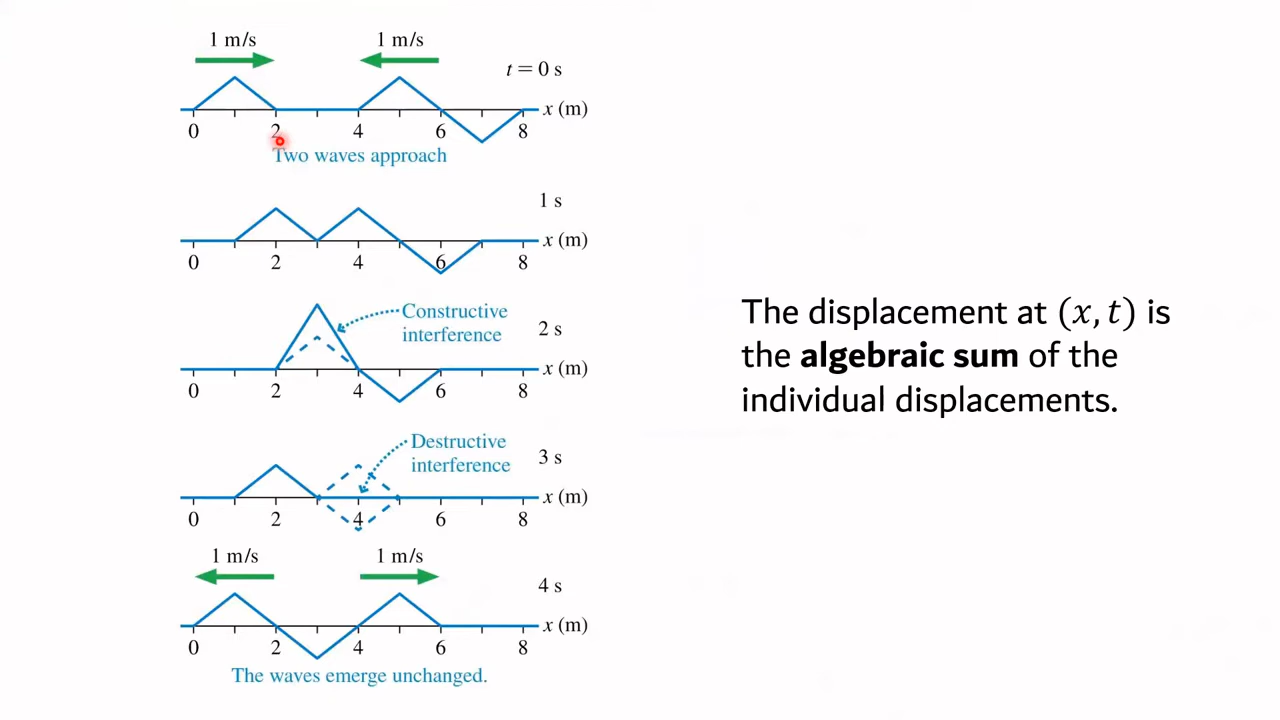 1 m/s 1 m/s
t = 0 s
x (m)
0 2 4 6 8
Two waves approach
1 s
x (m)
0 2 4 6 8
Constructive
interference
2 s
x (m)
0 2 4 6 8
Destructive
interference
3 s
x (m)
0 2 4 6 8
1 m/s 1 m/s
4 s
x (m)
0 2 4 6 8
The waves emerge unchanged.
The displacement at (x, t) is
the algebraic sum of the
individual displacements.